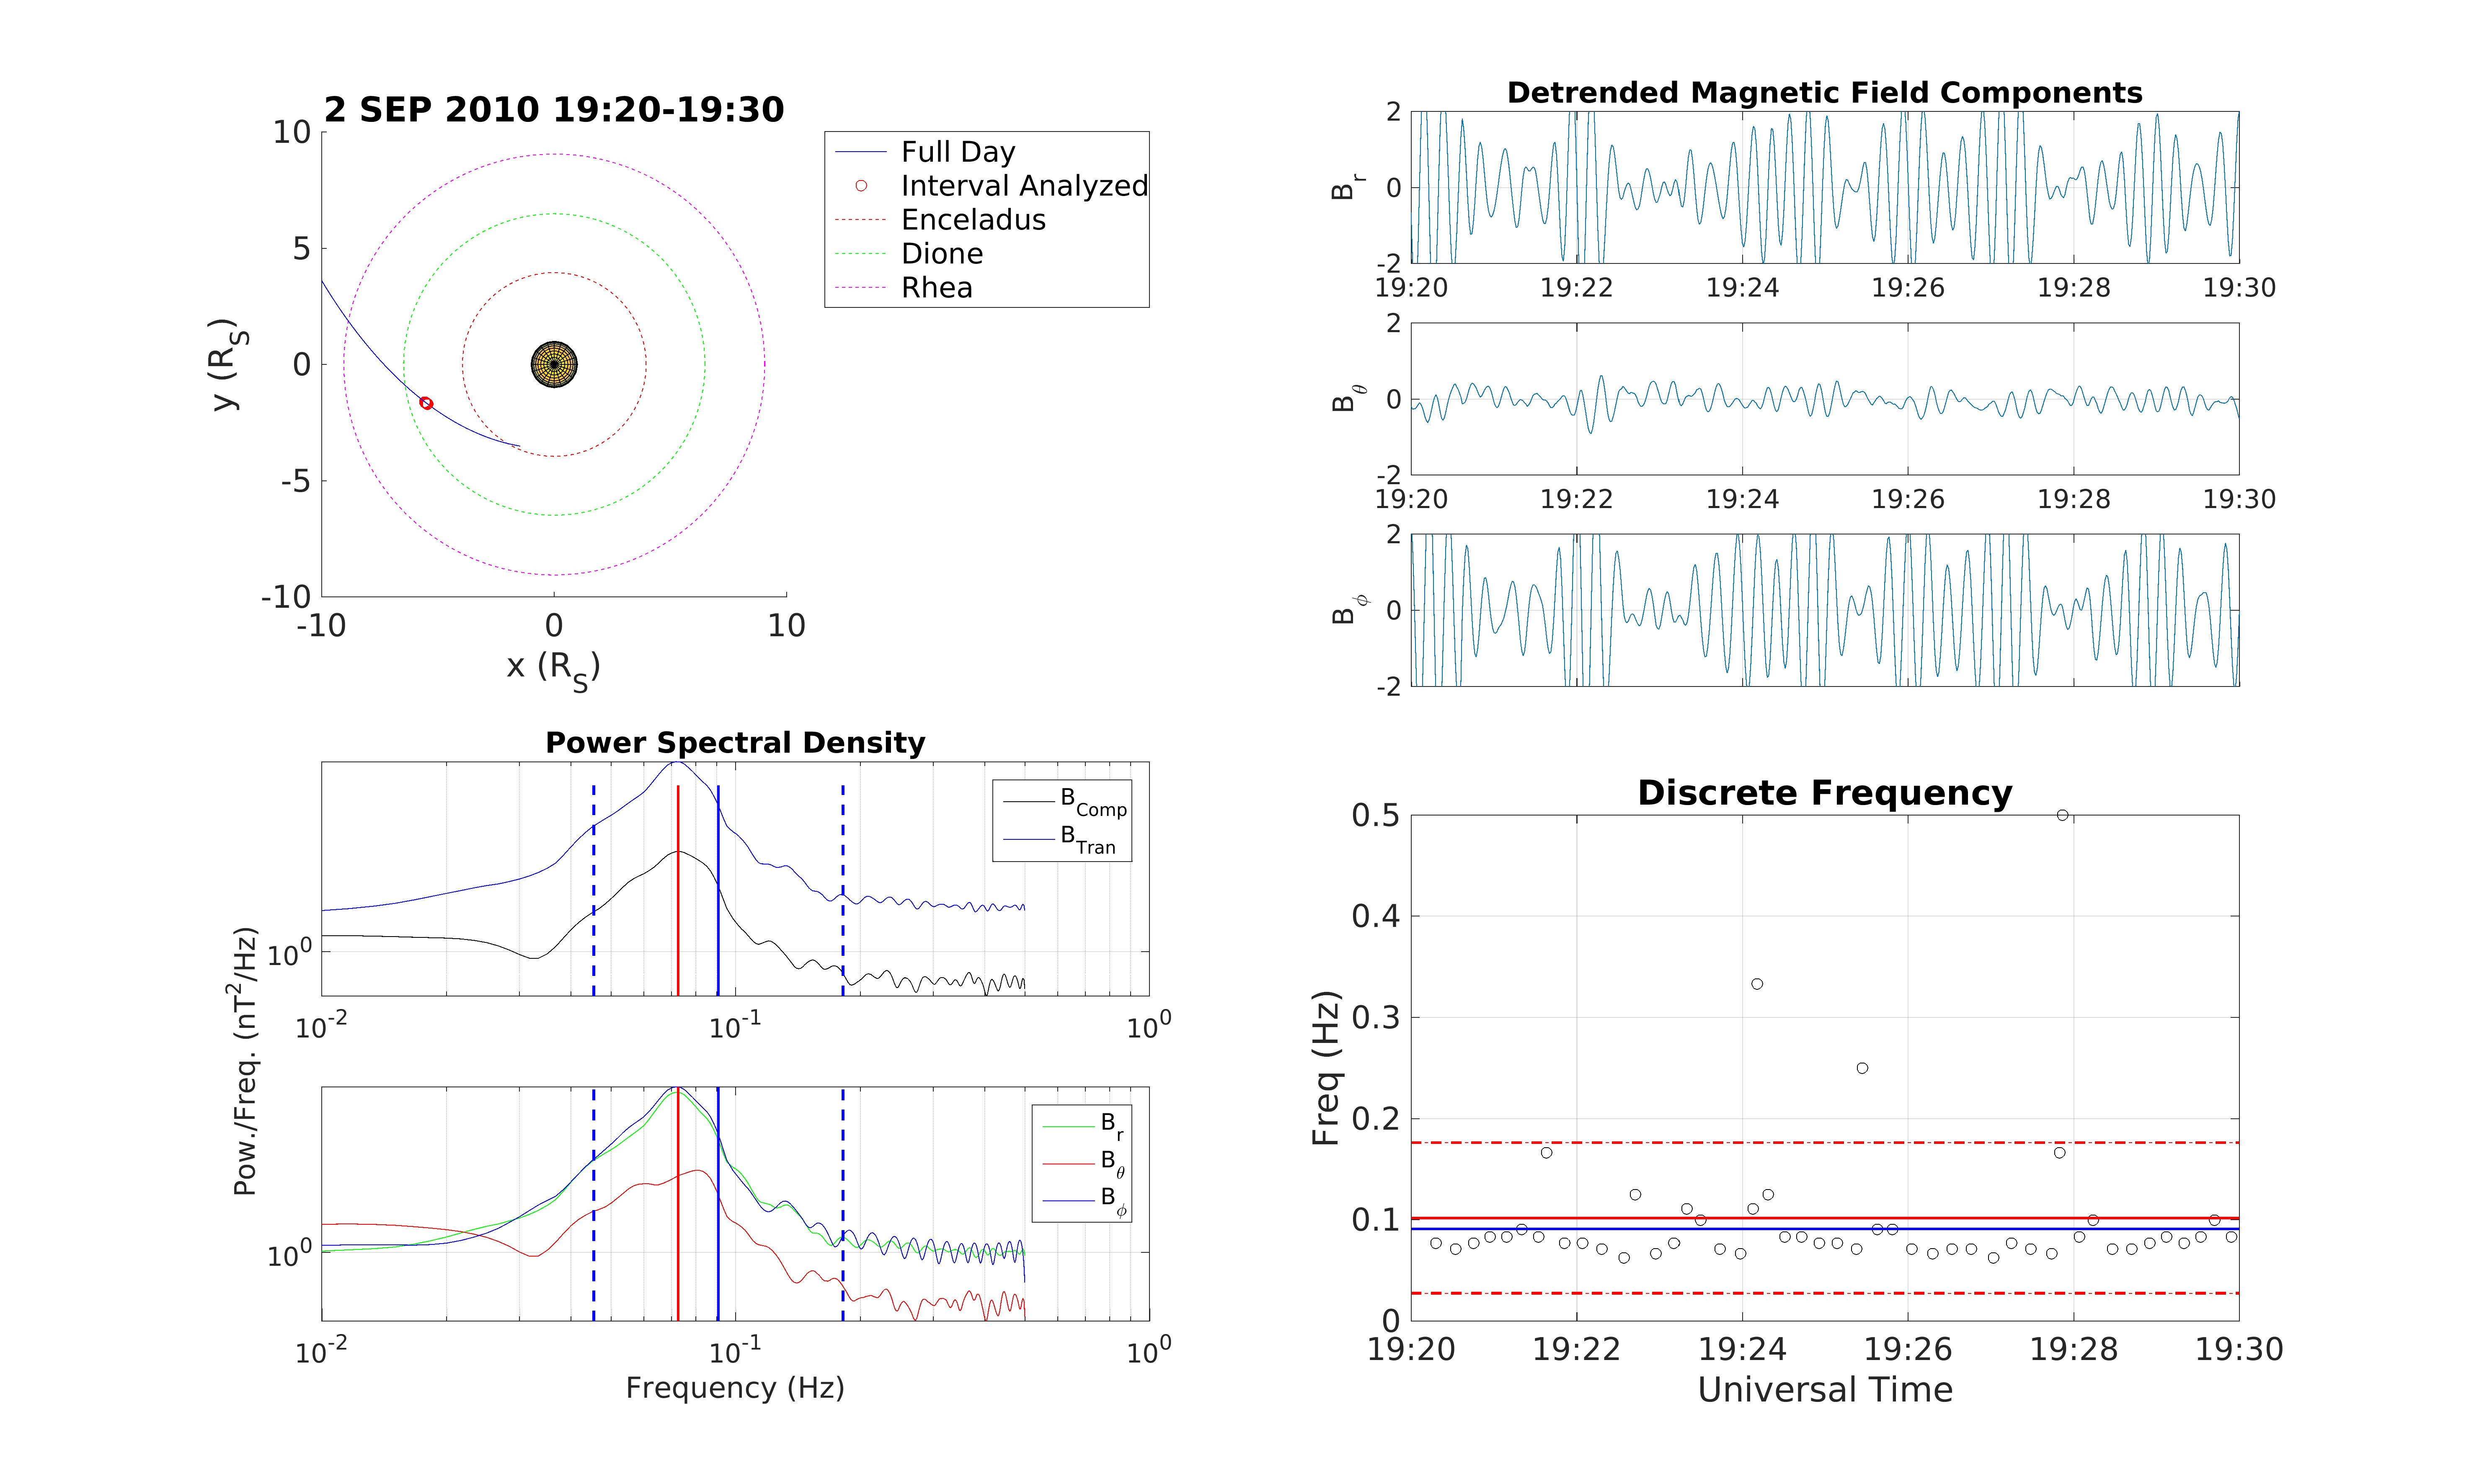 2 SEP 2010 19:20-19:30
10
5
0
-5
-10
-10 0 10
y (R_S)
x (R_S)
Full Day
Interval Analyzed
Enceladus
Dione
Rhea
Detrended Magnetic Field Components
2
0
-2
B_r
19:20 19:22 19:24 19:26 19:28 19:30
2
0
-2
B_θ
19:20 19:22 19:24 19:26 19:28 19:30
2
0
-2
B_ϕ
Power Spectral Density
B_Comp
B_Tran
10^0
10^-2 10^-1 10^0
Pow./Freq. (nT^2/Hz)
B_r
B_θ
B_ϕ
10^0
10^-2 10^-1 10^0
Frequency (Hz)
Discrete Frequency
0.5
0.4
0.3
0.2
0.1
0
Freq (Hz)
19:20 19:22 19:24 19:26 19:28 19:30
Universal Time